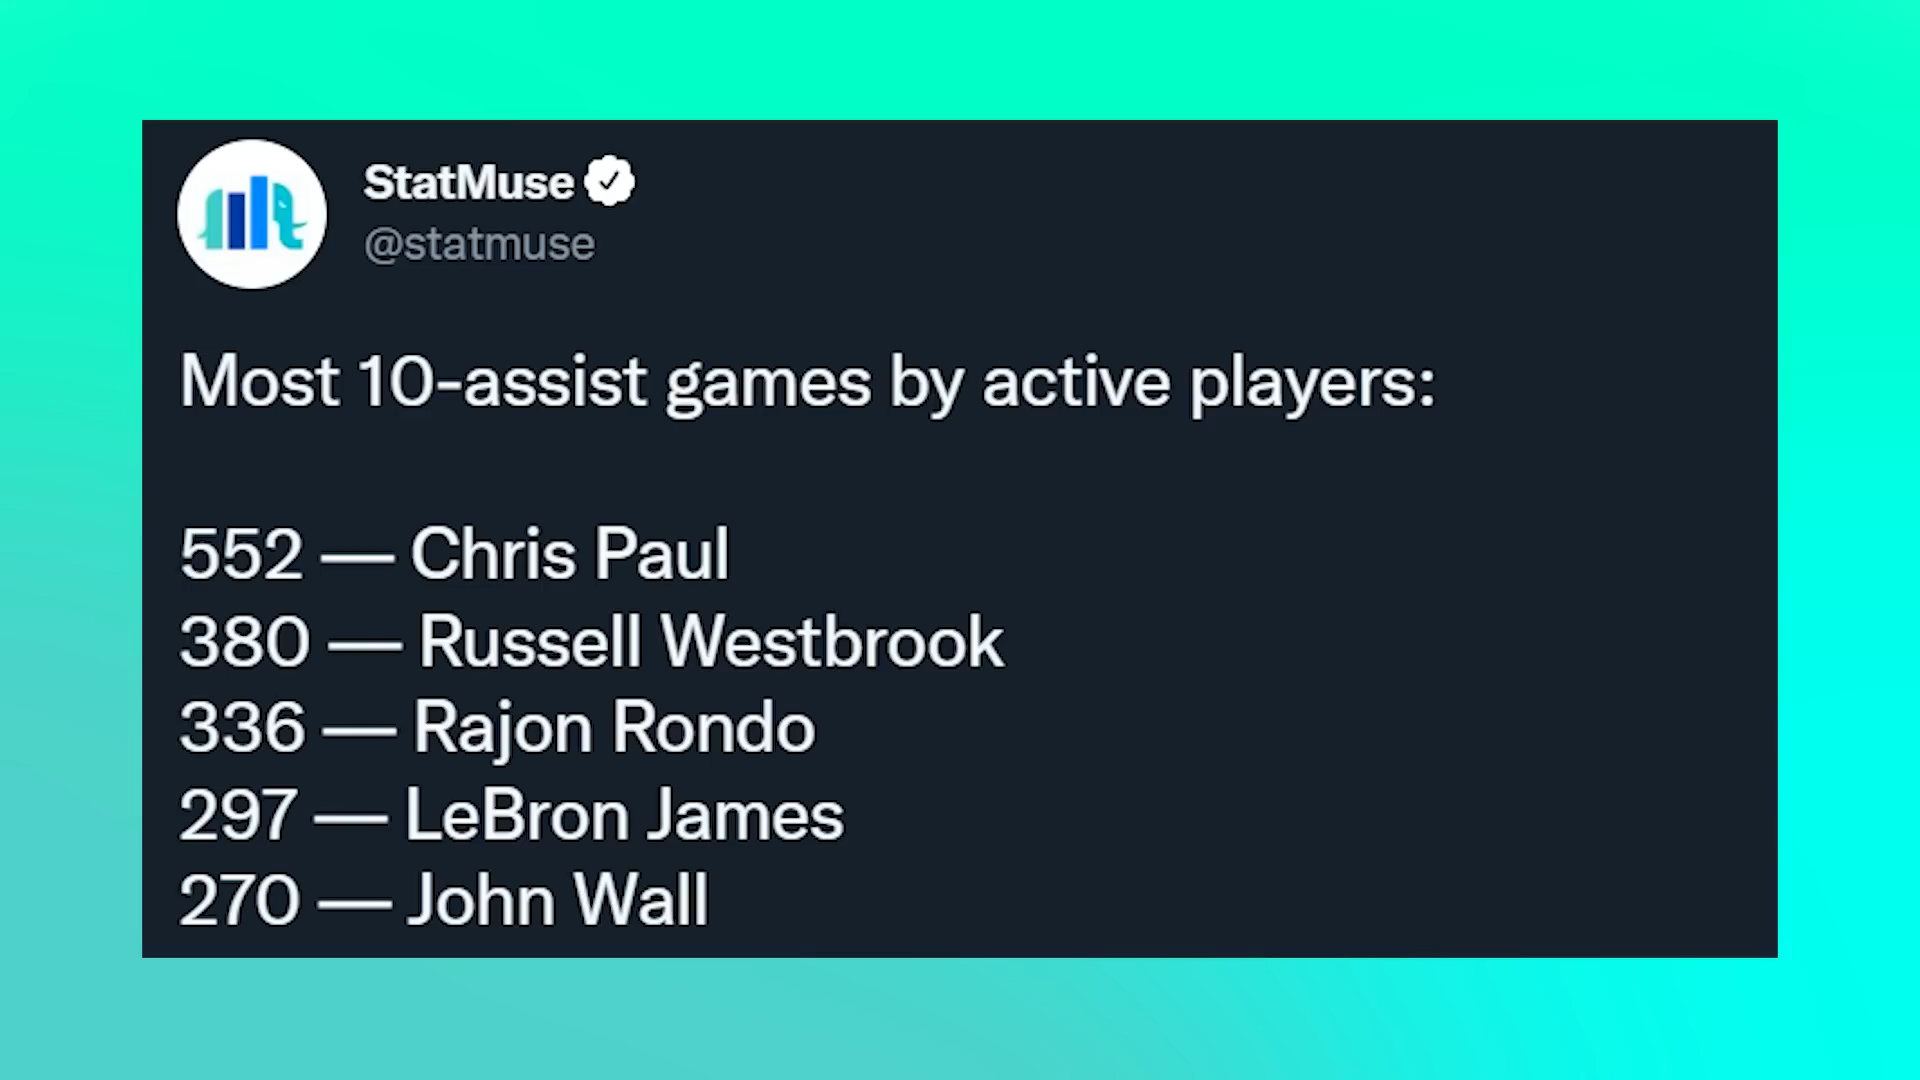 StatMuse
@statmuse
Most 10-assist games by active players:
552 — Chris Paul
380 — Russell Westbrook
336 — Rajon Rondo
297 — LeBron James
270 — John Wall